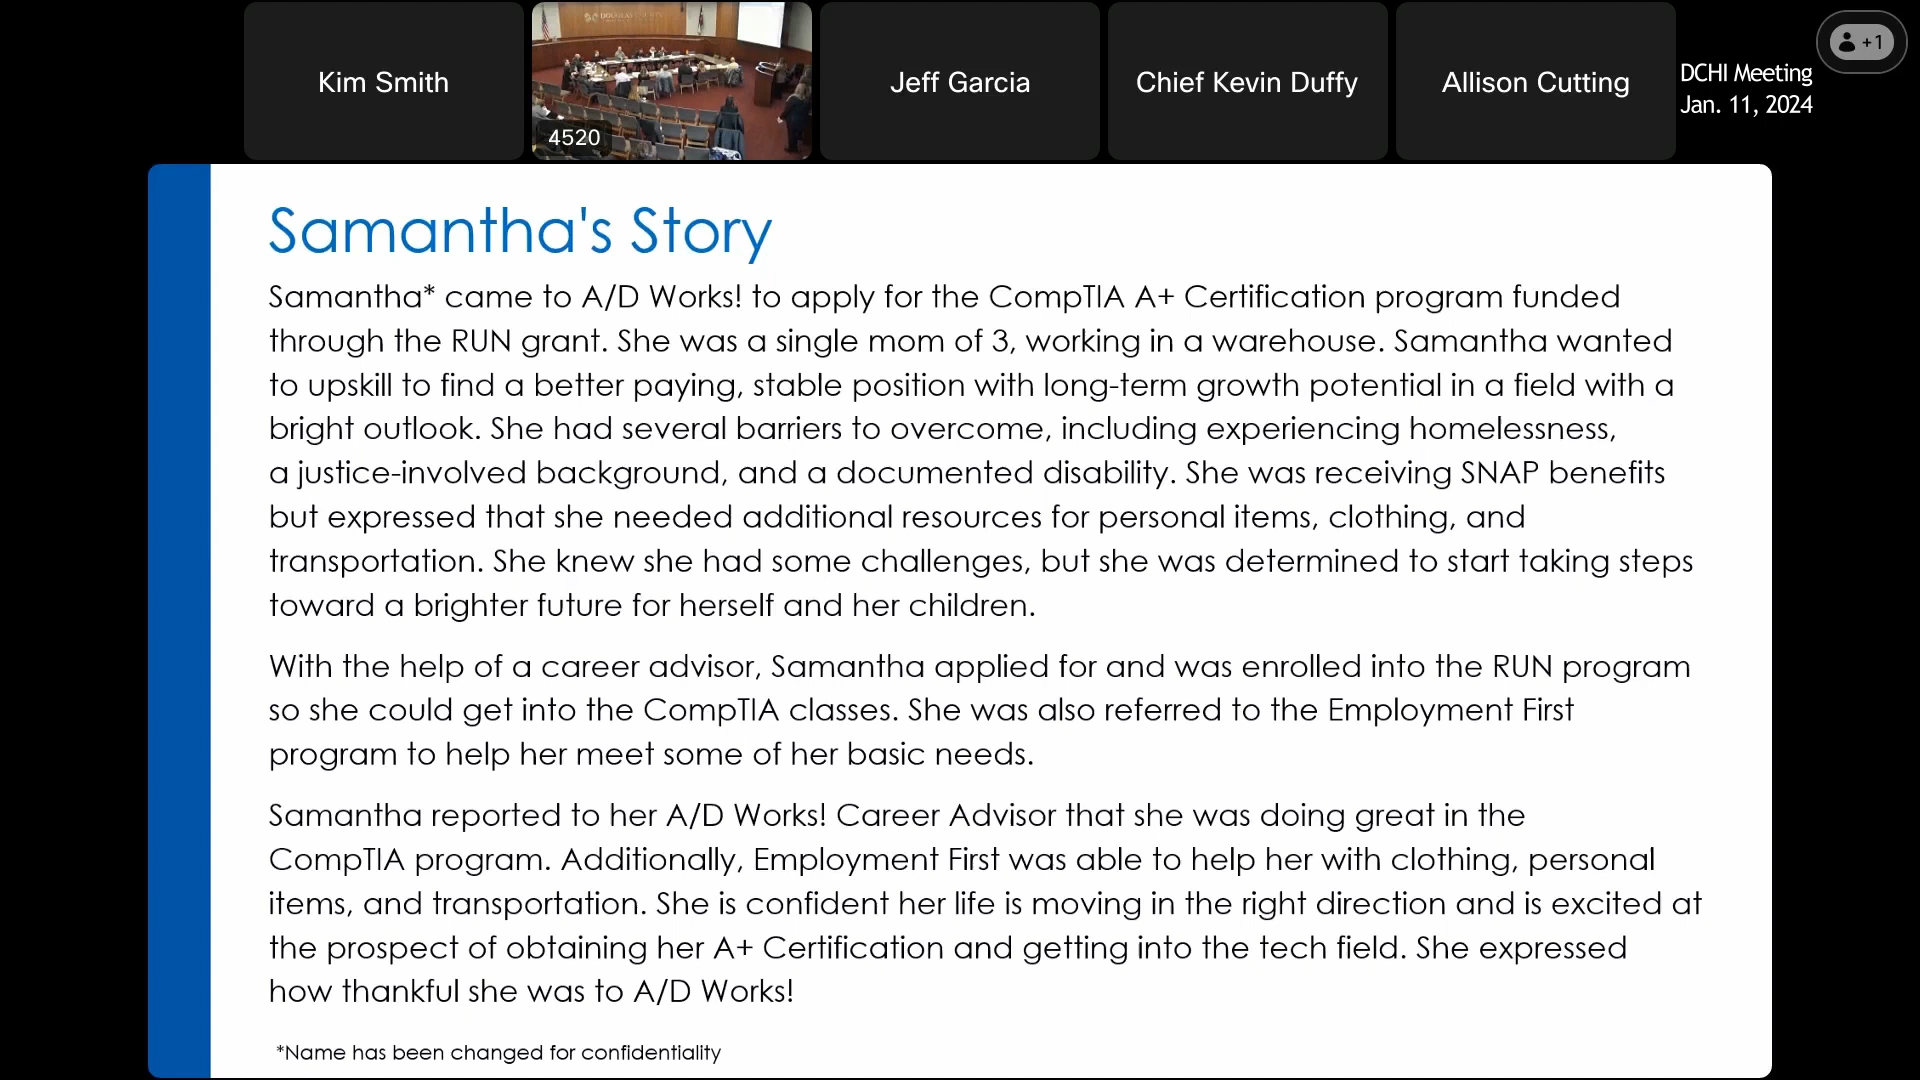 Kim Smith
4520
Jeff Garcia
Chief Kevin Duffy
Allison Cutting
DCHI Meeting
Jan. 11, 2024
+1
Samantha's Story
Samantha* came to A/D Works! to apply for the CompTIA A+ Certification program funded
through the RUN grant. She was a single mom of 3, working in a warehouse. Samantha wanted
to upskill to find a better paying, stable position with long-term growth potential in a field with a
bright outlook. She had several barriers to overcome, including experiencing homelessness,
a justice-involved background, and a documented disability. She was receiving SNAP benefits
but expressed that she needed additional resources for personal items, clothing, and
transportation. She knew she had some challenges, but she was determined to start taking steps
toward a brighter future for herself and her children.
With the help of a career advisor, Samantha applied for and was enrolled into the RUN program
so she could get into the CompTIA classes. She was also referred to the Employment First
program to help her meet some of her basic needs.
Samantha reported to her A/D Works! Career Advisor that she was doing great in the
CompTIA program. Additionally, Employment First was able to help her with clothing, personal
items, and transportation. She is confident her life is moving in the right direction and is excited at
the prospect of obtaining her A+ Certification and getting into the tech field. She expressed
how thankful she was to A/D Works!
*Name has been changed for confidentiality